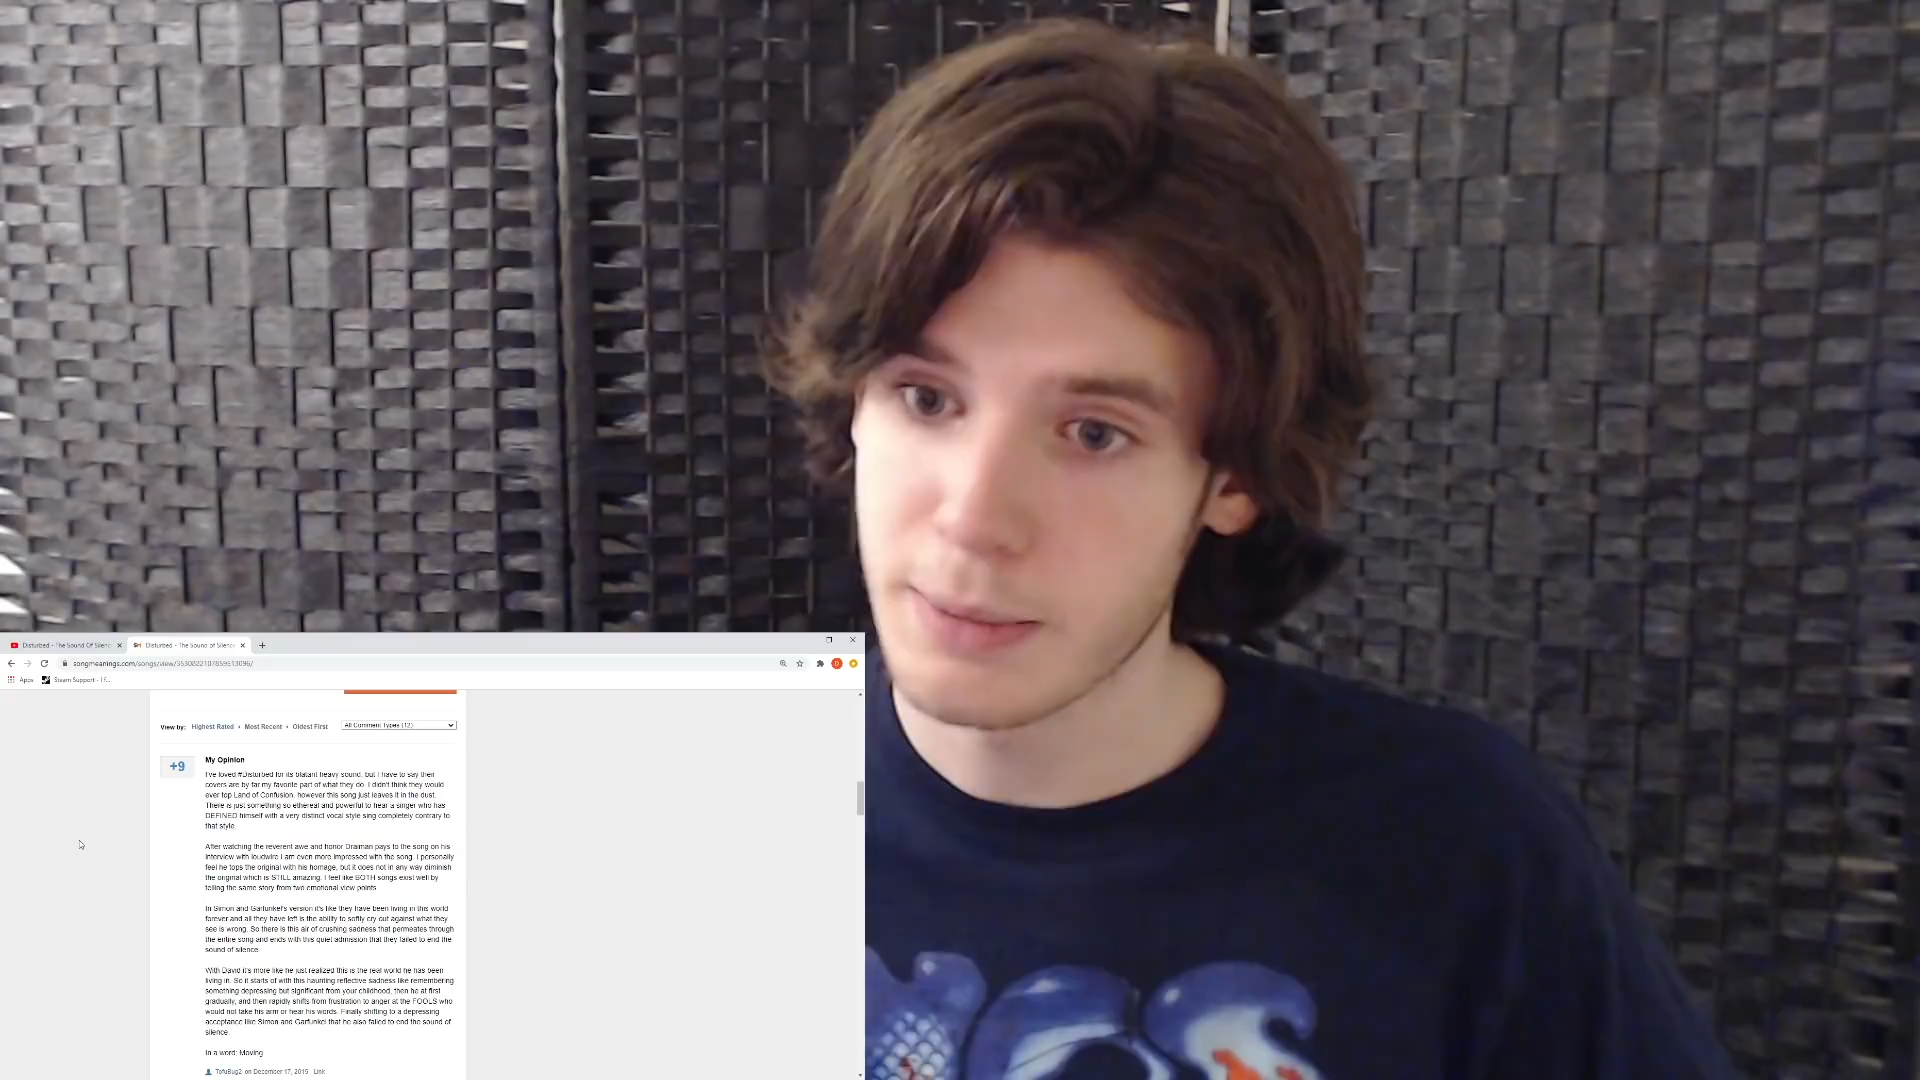 Disturbed - The Sound Of Silenc
Disturbed - The Sound of Silence
songmeanings.com/songs/view/3530822107859513096/
Apps
Steam Support - I f...
View by: Highest Rated • Most Recent • Oldest First
All Comment Types (12)
+9
My Opinion
I've loved #Disturbed for its blatant heavy sound, but I have to say their
covers are by far my favorite part of what they do. I didn't think they would
ever top Land of Confusion, however this song just leaves it in the dust.
There is just something so ethereal and powerful to hear a singer who has
DEFINED himself with a very distinct vocal style sing completely contrary to
that style.
After watching the reverent awe and honor Draiman pays to the song on his
interview with loudwire I am even more impressed with the song. I personally
feel he tops the original with his homage, but it does not in any way diminish
the original which is STILL amazing. I feel like BOTH songs exist well by
telling the same story from two emotional view points
In Simon and Garfunkel's version it's like they have been living in this world
forever and all they have left is the ability to softly cry out against what they
see is wrong. So there is this air of crushing sadness that permeates through
the entire song and ends with this quiet admission that they failed to end the
sound of silence.
With David it's more like he just realized this is the real world he has been
living in. So it starts of with this haunting reflective sadness like remembering
something depressing but significant from your childhood, then he at first
gradually, and then rapidly shifts from frustration to anger at the FOOLS who
would not take his arm or hear his words. Finally shifting to a depressing
acceptance like Simon and Garfunkel that he also failed to end the sound of
silence.
In a word: Moving
TofuBug2 on December 17, 2015 Link